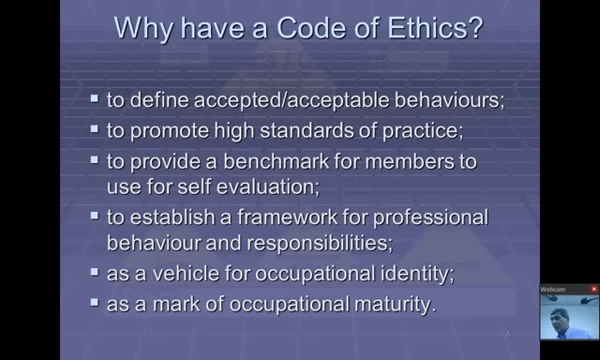 Why have a Code of Ethics?
▪ to define accepted/acceptable behaviours;
▪ to promote high standards of practice;
▪ to provide a benchmark for members to
use for self evaluation;
▪ to establish a framework for professional
behaviour and responsibilities;
▪ as a vehicle for occupational identity;
▪ as a mark of occupational maturity.
5
Webcam